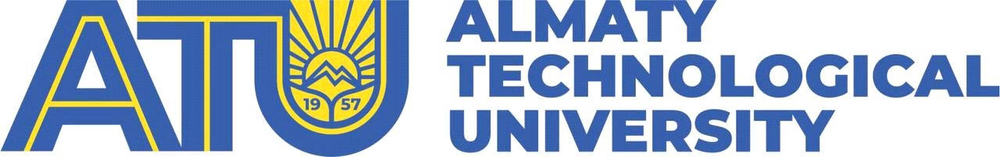 ATU
19 57
ALMATY
TECHNOLOGICAL
UNIVERSITY